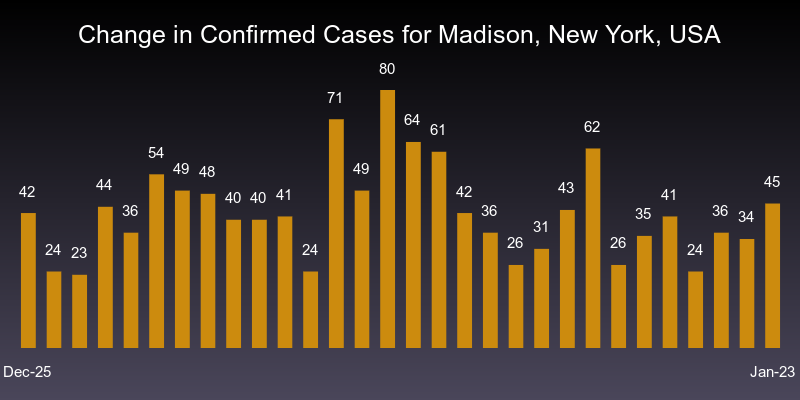 Change in Confirmed Cases for Madison, New York, USA
42 24 23 44 36 54 49 48 40 40 41 24 71 49 80 64 61 42 36 26 31 43 62 26 35 41 24 36 34 45
Dec-25 Jan-23